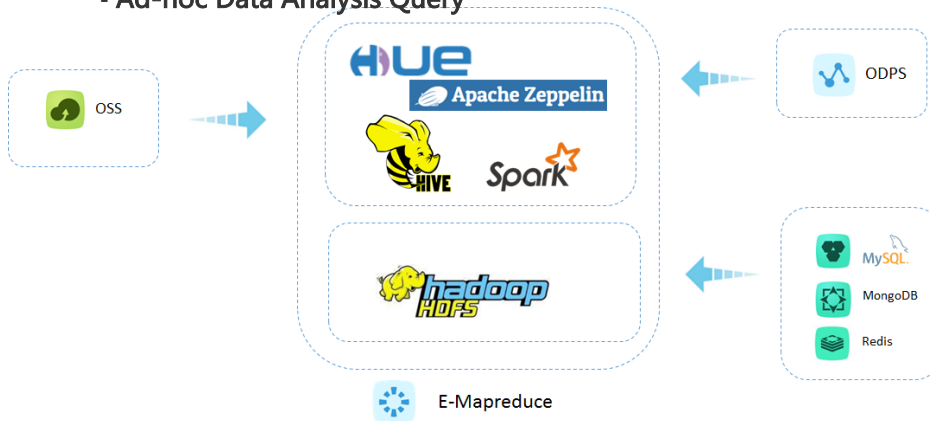 - Ad-hoc Data Analysis Query
HUE
Apache Zeppelin
HIVE
Spark
OSS
ODPS
hadoop
HDFS
MySQL.
MongoDB
Redis
E-Mapreduce